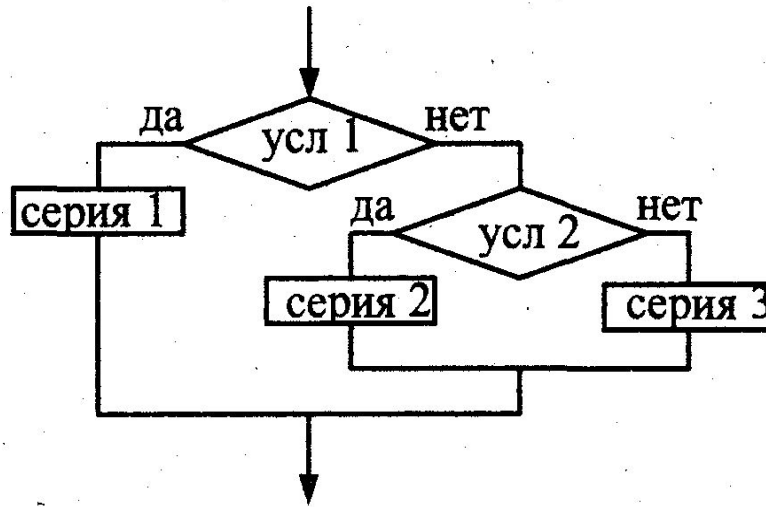 да
усл 1
нет
серия 1
да
усл 2
нет
серия 2
серия 3